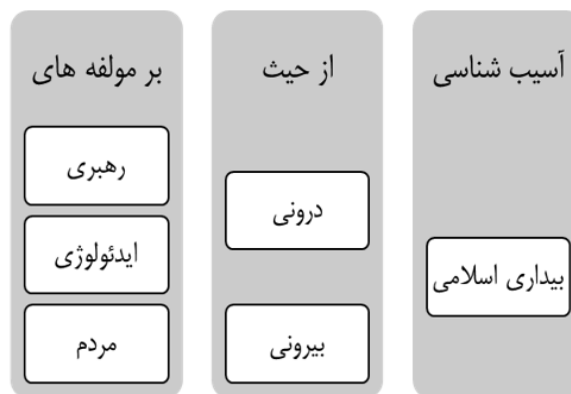 آسیب شناسی
بیداری اسلامی
از حیث
درونی
بیرونی
بر مولفه های
رهبری
ایدئولوژی
مردم